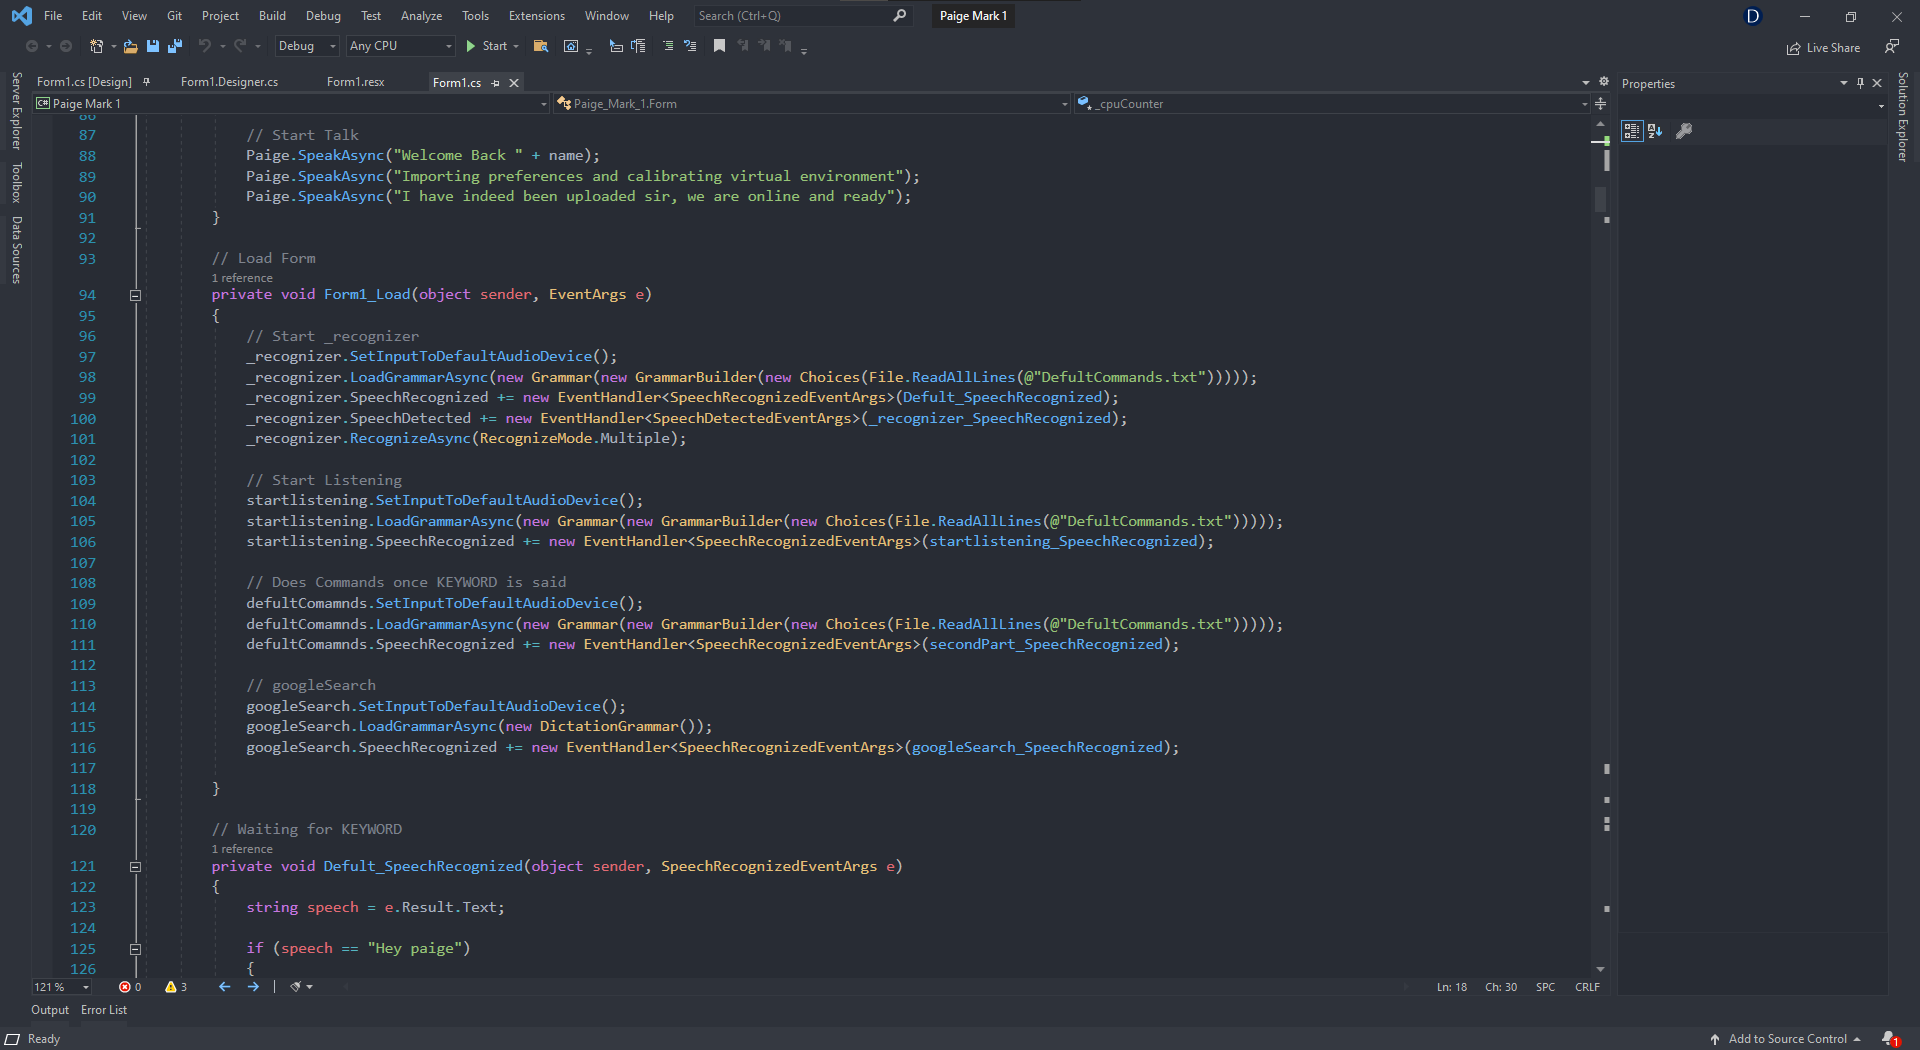 File Edit View Git Project Build Debug Test Analyze Tools Extensions Window Help Search (Ctrl+Q) Paige Mark 1 D
Debug Any CPU Start Live Share
Form1.cs [Design] Form1.Designer.cs Form1.resx Form1.cs Properties
C# Paige Mark 1 Paige_Mark_1.Form _cpuCounter
Server Explorer
Toolbox
Data Sources
Solution Explorer
86
87 // Start Talk
88 Paige.SpeakAsync("Welcome Back " + name);
89 Paige.SpeakAsync("Importing preferences and calibrating virtual environment");
90 Paige.SpeakAsync("I have indeed been uploaded sir, we are online and ready");
91 }
92
93 // Load Form
1 reference
94 private void Form1_Load(object sender, EventArgs e)
95 {
96 // Start _recognizer
97 _recognizer.SetInputToDefaultAudioDevice();
98 _recognizer.LoadGrammarAsync(new Grammar(new GrammarBuilder(new Choices(File.ReadAllLines(@"DefultCommands.txt")))));
99 _recognizer.SpeechRecognized += new EventHandler<SpeechRecognizedEventArgs>(Defult_SpeechRecognized);
100 _recognizer.SpeechDetected += new EventHandler<SpeechDetectedEventArgs>(_recognizer_SpeechRecognized);
101 _recognizer.RecognizeAsync(RecognizeMode.Multiple);
102
103 // Start Listening
104 startlistening.SetInputToDefaultAudioDevice();
105 startlistening.LoadGrammarAsync(new Grammar(new GrammarBuilder(new Choices(File.ReadAllLines(@"DefultCommands.txt")))));
106 startlistening.SpeechRecognized += new EventHandler<SpeechRecognizedEventArgs>(startlistening_SpeechRecognized);
107
108 // Does Commands once KEYWORD is said
109 defultComamnds.SetInputToDefaultAudioDevice();
110 defultComamnds.LoadGrammarAsync(new Grammar(new GrammarBuilder(new Choices(File.ReadAllLines(@"DefultCommands.txt")))));
111 defultComamnds.SpeechRecognized += new EventHandler<SpeechRecognizedEventArgs>(secondPart_SpeechRecognized);
112
113 // googleSearch
114 googleSearch.SetInputToDefaultAudioDevice();
115 googleSearch.LoadGrammarAsync(new DictationGrammar());
116 googleSearch.SpeechRecognized += new EventHandler<SpeechRecognizedEventArgs>(googleSearch_SpeechRecognized);
117
118 }
119
120 // Waiting for KEYWORD
1 reference
121 private void Defult_SpeechRecognized(object sender, SpeechRecognizedEventArgs e)
122 {
123 string speech = e.Result.Text;
124
125 if (speech == "Hey paige")
126 {
121 % 0 3 Ln: 18 Ch: 30 SPC CRLF
Output Error List
Ready Add to Source Control 1